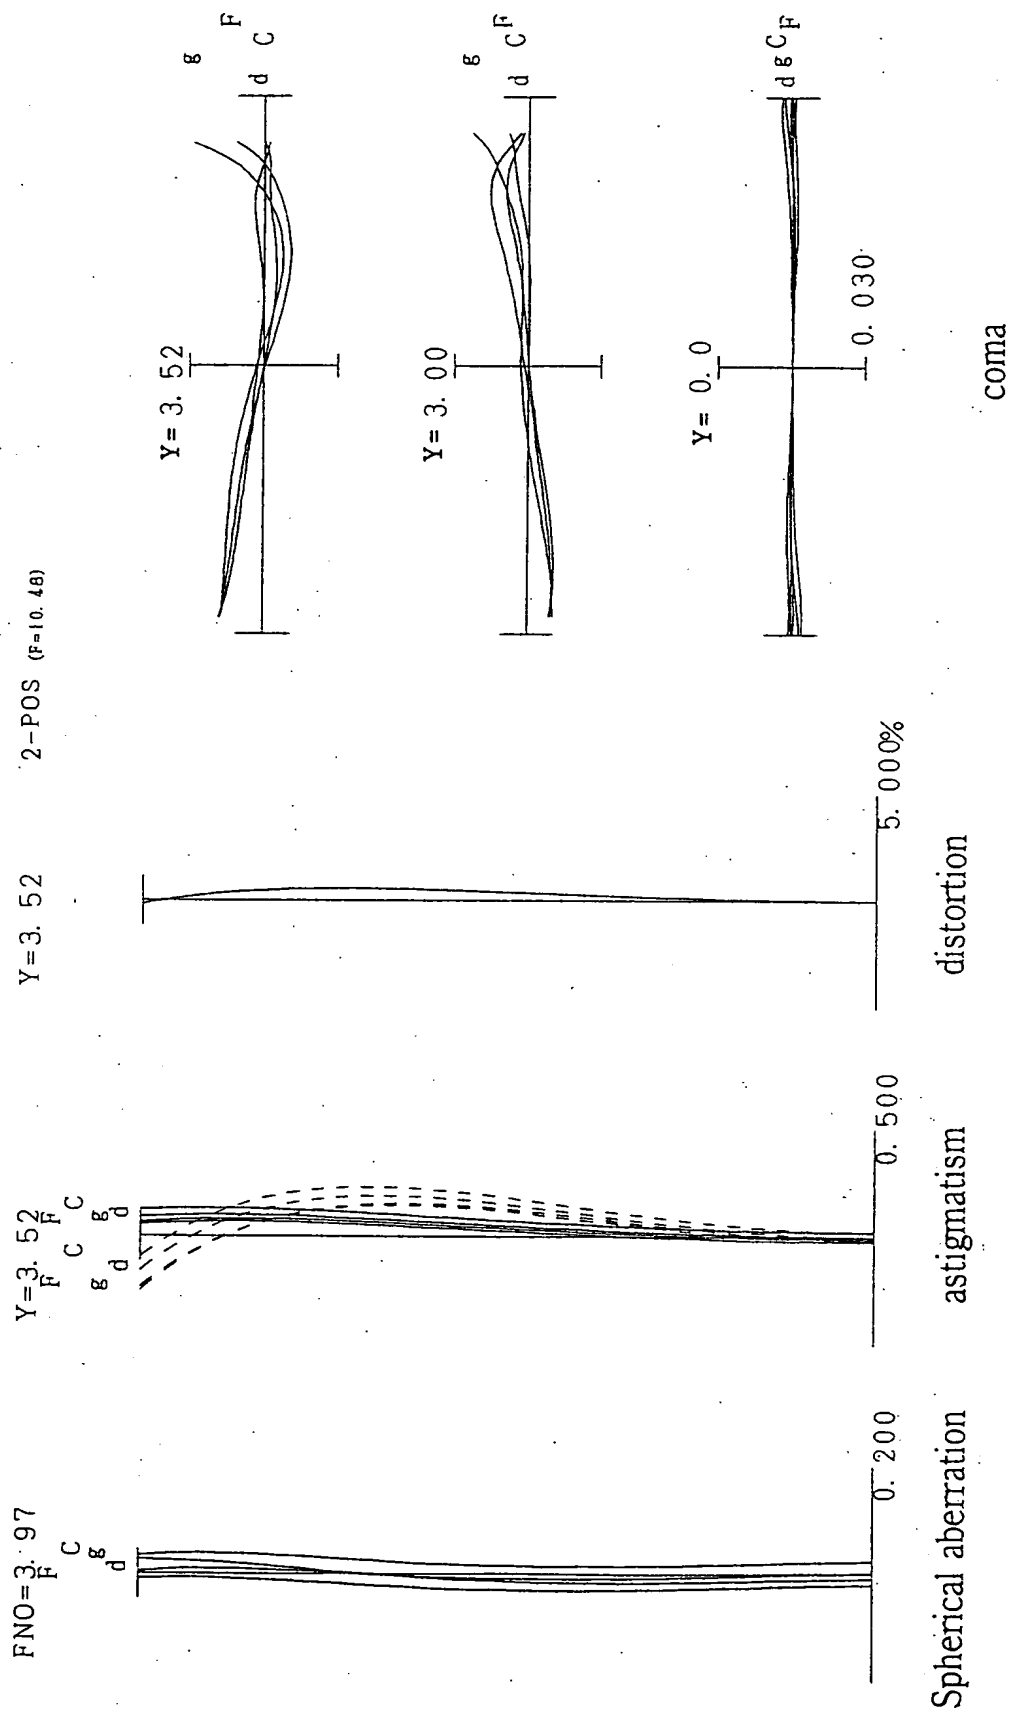 2-POS (F=10.48)
FNO=3.97
F
C
g
d
0.200
Spherical aberration
Y=3.52
F
C
g
d
F
C
g
d
0.500
astigmatism
Y=3.52
5.000%
distortion
Y=3.52
g
F
d
C
Y=3.00
g
F
d
C
Y=0.0
d
g
C
F
0.030
coma